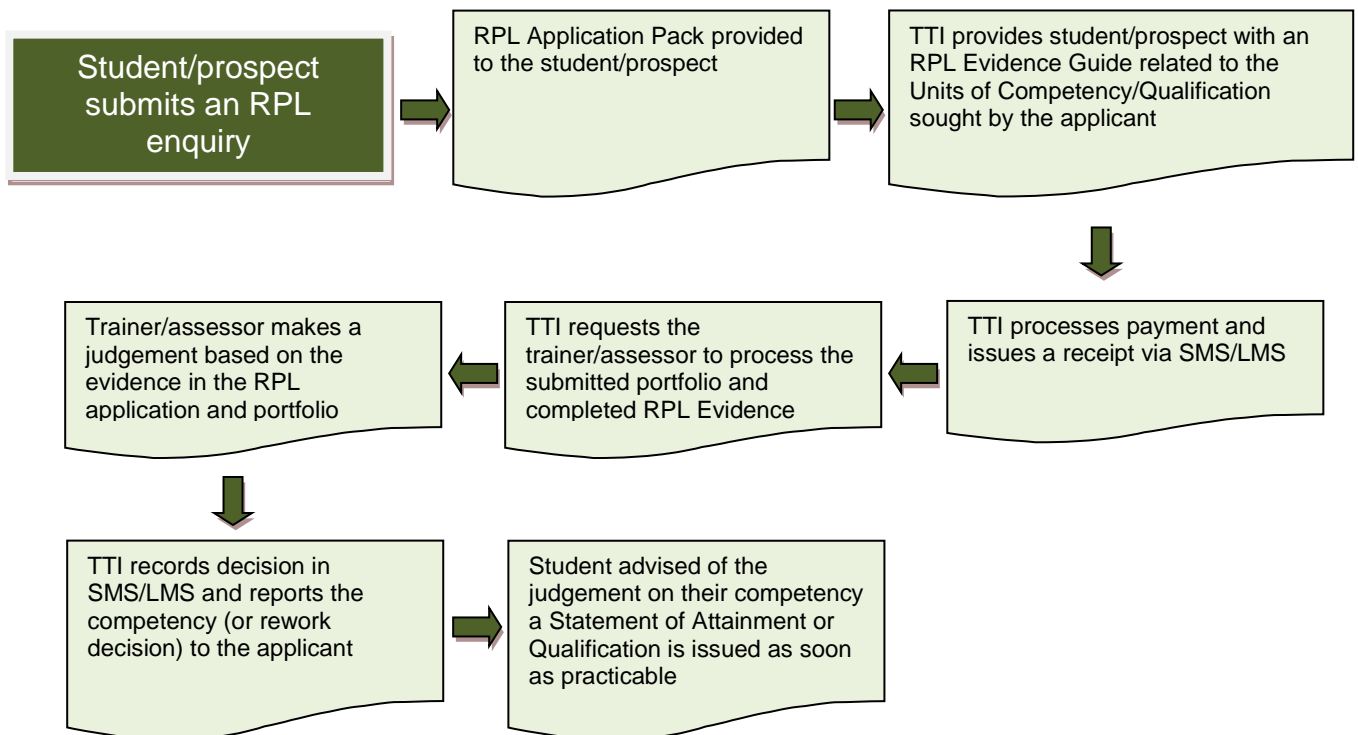 Student/prospect
submits an RPL
enquiry
RPL Application Pack provided
to the student/prospect
TTI provides student/prospect with an
RPL Evidence Guide related to the
Units of Competency/Qualification
sought by the applicant
TTI processes payment and
issues a receipt via SMS/LMS
TTI requests the
trainer/assessor to process the
submitted portfolio and
completed RPL Evidence
Trainer/assessor makes a
judgement based on the
evidence in the RPL
application and portfolio
TTI records decision in
SMS/LMS and reports the
competency (or rework
decision) to the applicant
Student advised of the
judgement on their competency
a Statement of Attainment or
Qualification is issued as soon
as practicable